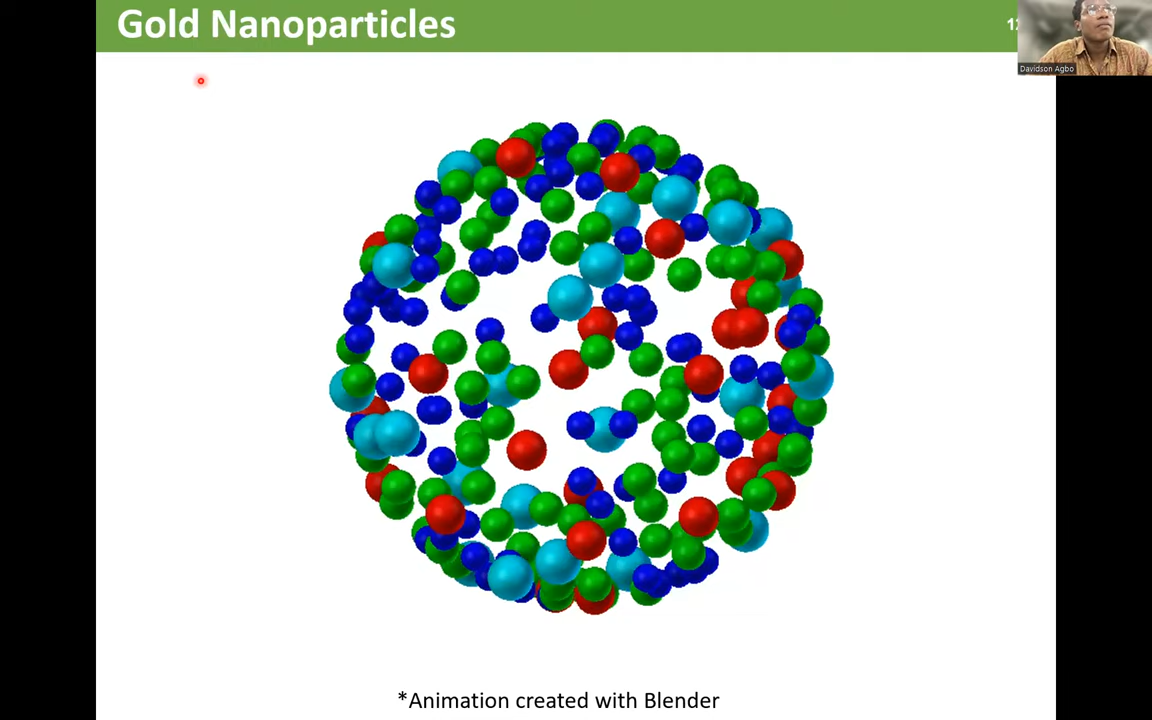 Gold Nanoparticles
Davidson Agbo
*Animation created with Blender